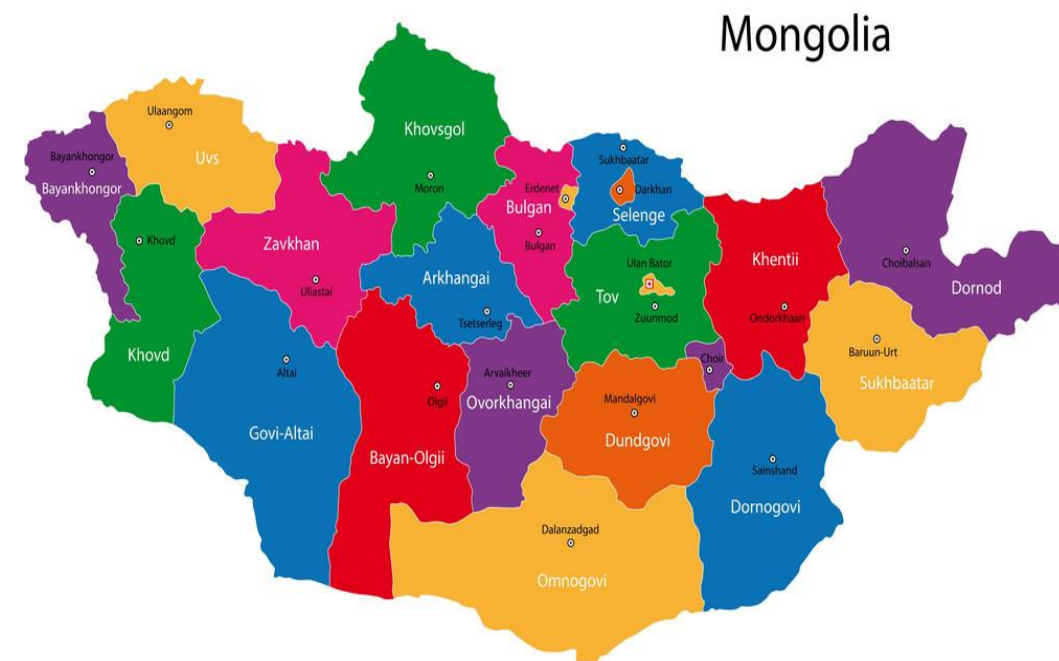 Mongolia
Ulaangom
Uvs
Bayankhongor
Bayankhongor
Khovsgol
Moron
Sukhbaatar
Darkhan
Selenge
Erdenet
Bulgan
Bulgan
Khovd
Khovd
Zavkhan
Uliastai
Arkhangai
Tsetserleg
Ulan Bator
Tov
Zuunmod
Khentii
Ondorkhaan
Choibalsan
Dornod
Baruun-Urt
Sukhbaatar
Choir
Altai
Govi-Altai
Olgii
Bayan-Olgii
Arvaikheer
Ovorkhangai
Mandalgovi
Dundgovi
Sainshand
Dornogovi
Dalanzadgad
Omnogovi